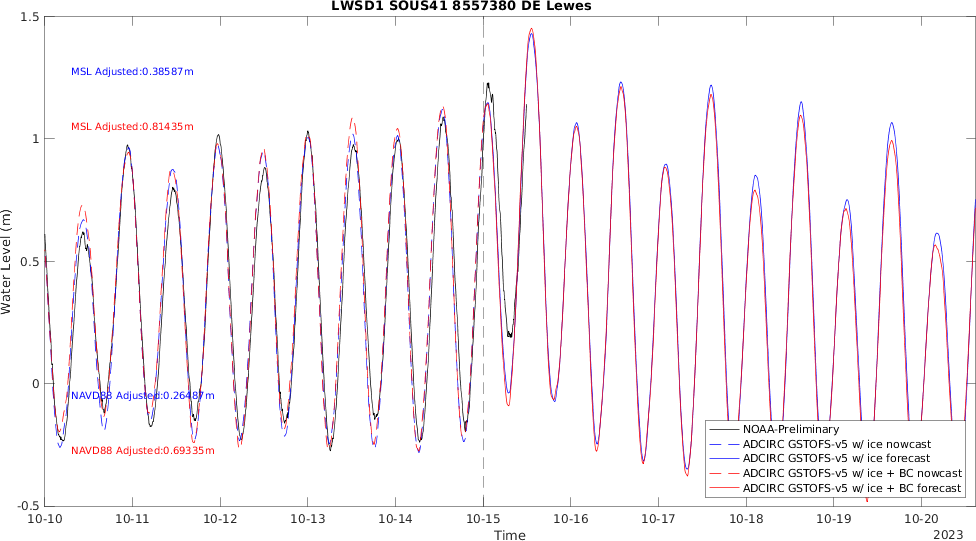 LWSD1 SOUS41 8557380 DE Lewes
1.5
MSL Adjusted:0.38587m
MSL Adjusted:0.81435m
1
Water Level (m)
0.5
0
NAVD88 Adjusted:0.26487m
NAVD88 Adjusted:0.69335m
-0.5
NOAA-Preliminary
ADCIRC GSTOFS-v5 w/ ice nowcast
ADCIRC GSTOFS-v5 w/ ice forecast
ADCIRC GSTOFS-v5 w/ ice + BC nowcast
ADCIRC GSTOFS-v5 w/ ice + BC forecast
10-10 10-11 10-12 10-13 10-14 10-15 10-16 10-17 10-18 10-19 10-20
Time
2023